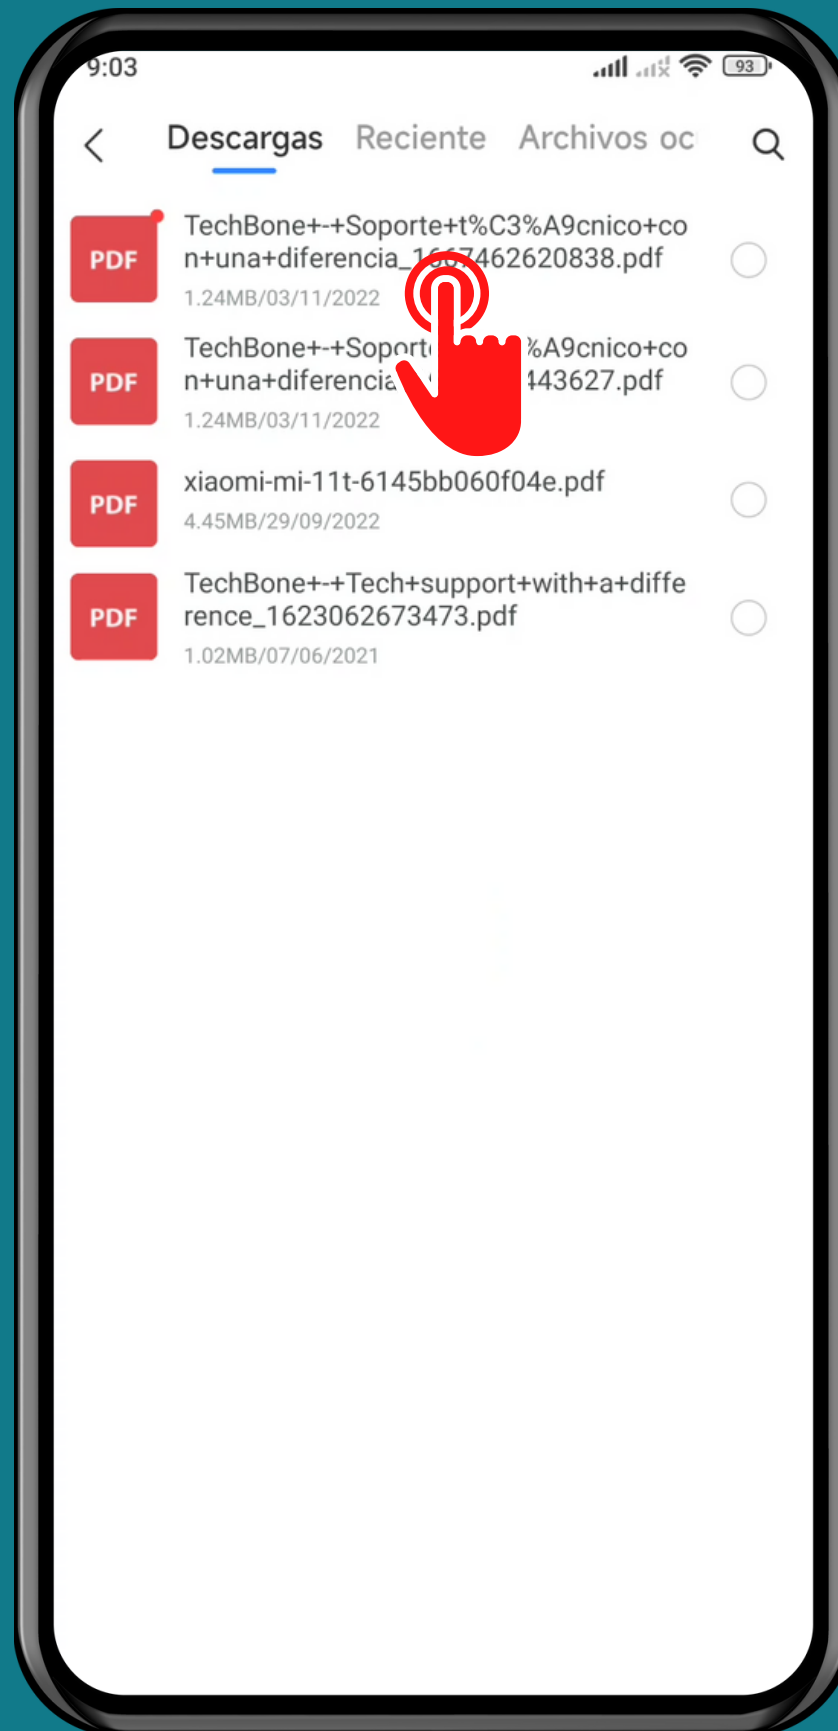 9:03
93
Descargas Reciente Archivos oc
PDF
TechBone+-+Soporte+t%C3%A9cnico+co
n+una+diferencia_1667462620838.pdf
1.24MB/03/11/2022
PDF
TechBone+-+Soport %A9cnico+co
n+una+diferencia 443627.pdf
1.24MB/03/11/2022
PDF
xiaomi-mi-11t-6145bb060f04e.pdf
4.45MB/29/09/2022
PDF
TechBone+-+Tech+support+with+a+diffe
rence_1623062673473.pdf
1.02MB/07/06/2021